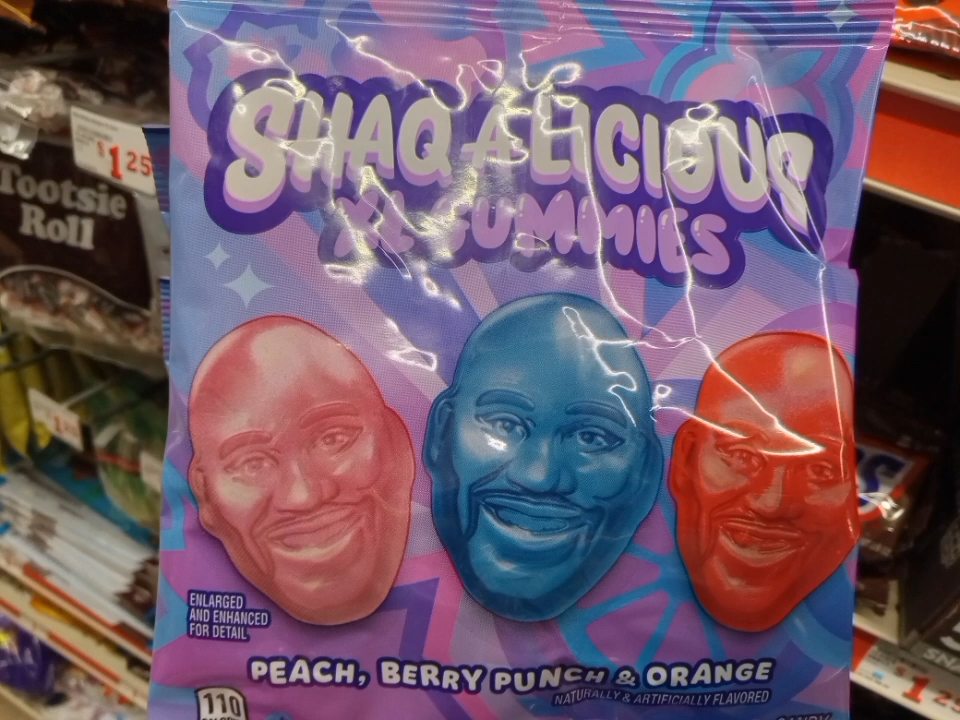 SHAQ-A-LICIOUS
XL GUMMIES
ENLARGED
AND ENHANCED
FOR DETAIL
PEACH, BERRY PUNCH & ORANGE
NATURALLY & ARTIFICIALLY FLAVORED
110
$1.25
Tootsie
Roll